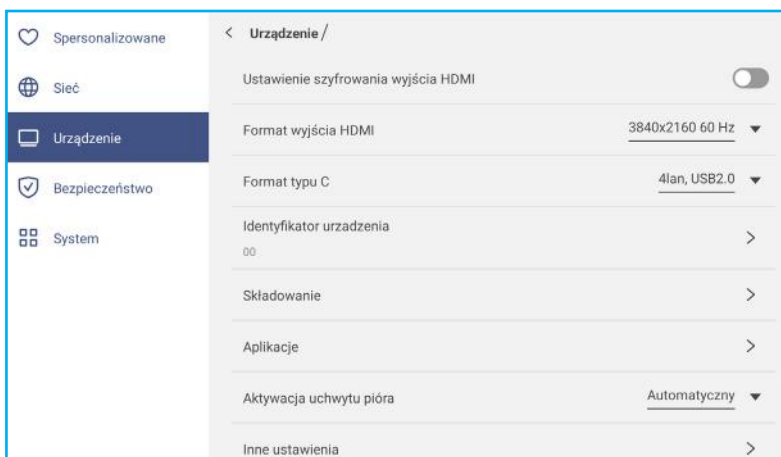 Spersonalizowane
Sieć
Urządzenie
Bezpieczeństwo
System
< Urządzenie /
Ustawienie szyfrowania wyjścia HDMI
Format wyjścia HDMI 3840x2160 60 Hz
Format typu C 4lan, USB2.0
Identyfikator urzadzenia
00
Składowanie
Aplikacje
Aktywacja uchwytu pióra Automatyczny
Inne ustawienia